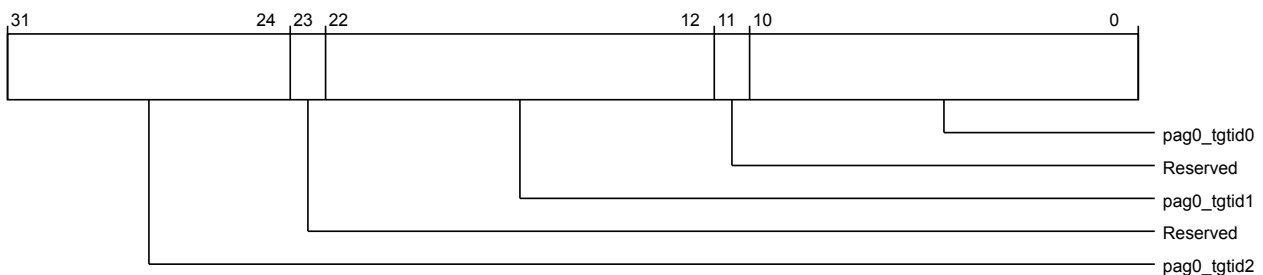 31 24 23 22 12 11 10 0
pag0_tgtid0
Reserved
pag0_tgtid1
Reserved
pag0_tgtid2